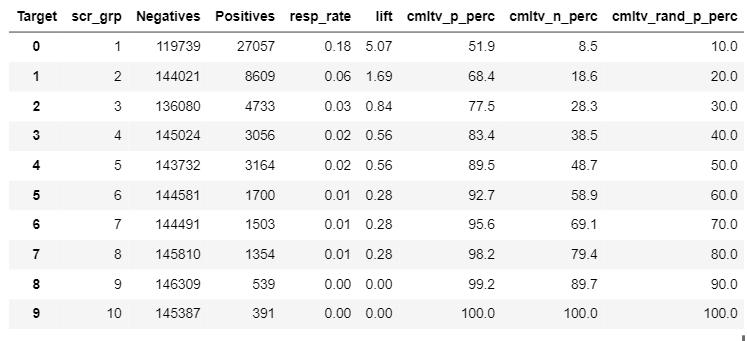 Target scr_grp Negatives Positives resp_rate lift cmltv_p_perc cmltv_n_perc cmltv_rand_p_perc
0 1 119739 27057 0.18 5.07 51.9 8.5 10.0
1 2 144021 8609 0.06 1.69 68.4 18.6 20.0
2 3 136080 4733 0.03 0.84 77.5 28.3 30.0
3 4 145024 3056 0.02 0.56 83.4 38.5 40.0
4 5 143732 3164 0.02 0.56 89.5 48.7 50.0
5 6 144581 1700 0.01 0.28 92.7 58.9 60.0
6 7 144491 1503 0.01 0.28 95.6 69.1 70.0
7 8 145810 1354 0.01 0.28 98.2 79.4 80.0
8 9 146309 539 0.00 0.00 99.2 89.7 90.0
9 10 145387 391 0.00 0.00 100.0 100.0 100.0